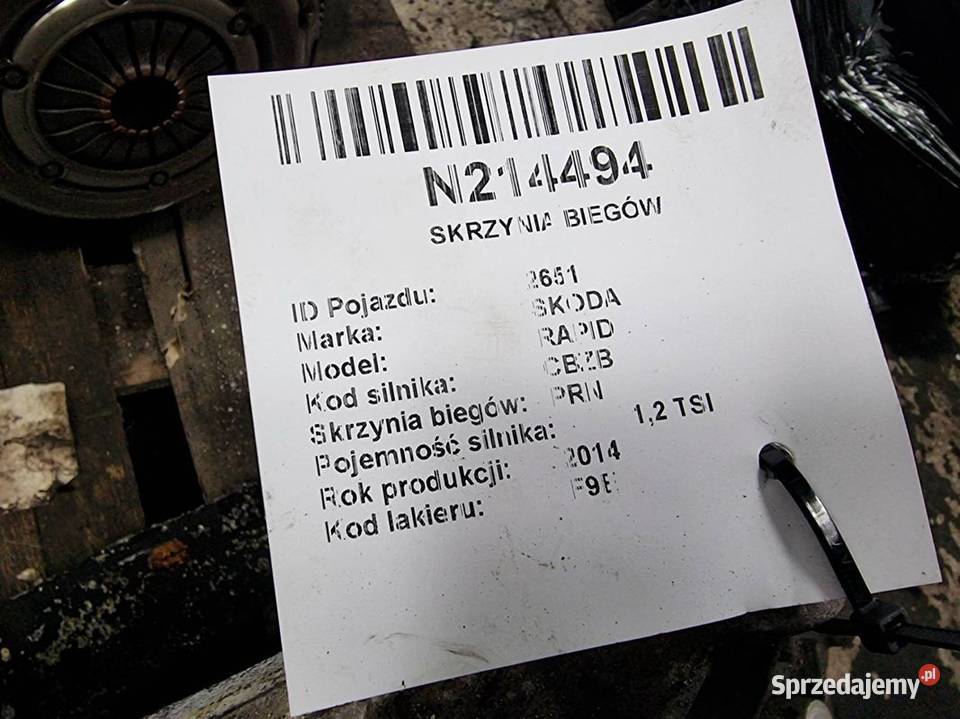 N214494
SKRZYNIA BIEGÓW
ID Pojazdu: 2651
Marka: SKODA
Model: RAPID
Kod silnika: CBZB
Skrzynia biegów: PRN
Pojemność silnika: 1,2 TSI
Rok produkcji: 2014
Kod lakieru: F9E
Sprzedajemy.pl